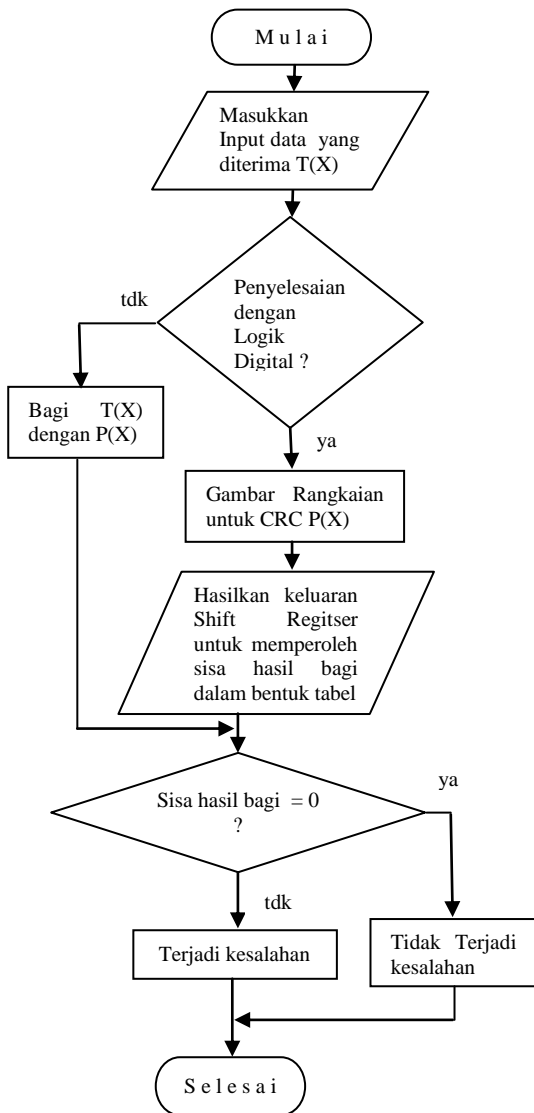 M u l a i
Masukkan
Input data yang
diterima T(X)
Penyelesaian
dengan
Logik
Digital ?
tdk
Bagi T(X)
dengan P(X)
ya
Gambar Rangkaian
untuk CRC P(X)
Hasilkan keluaran
Shift Regitser
untuk memperoleh
sisa hasil bagi
dalam bentuk tabel
Sisa hasil bagi = 0
?
ya
tdk
Terjadi kesalahan
Tidak Terjadi
kesalahan
S e l e s a i